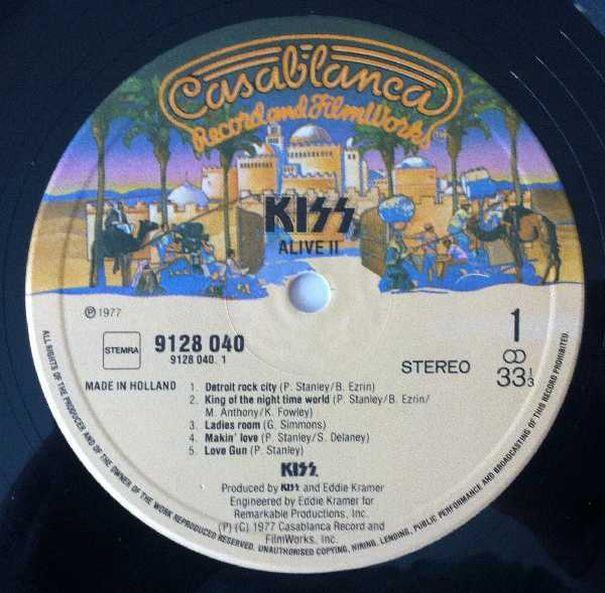 Casablanca
Record and FilmWorks
KISS
ALIVE II
℗ 1977
STEMRA
9128 040
9128 040. 1
STEREO
1
33⅓
MADE IN HOLLAND
1. Detroit rock city (P. Stanley/B. Ezrin)
2. King of the night time world (P. Stanley/B. Ezrin/
M. Anthony/K. Fowley)
3. Ladies room (G. Simmons)
4. Makin' love (P. Stanley/S. Delaney)
5. Love Gun (P. Stanley)
KISS
Produced by KISS and Eddie Kramer
Engineered by Eddie Kramer for
Remarkable Productions, Inc.
(P) (C) 1977 Casablanca Record and
FilmWorks, Inc.
ALL RIGHTS OF THE PRODUCER AND OF THE OWNER OF THE WORK REPRODUCED RESERVED. UNAUTHORISED COPYING, HIRING, LENDING, PUBLIC PERFORMANCE AND BROADCASTING OF THIS RECORD PROHIBITED.